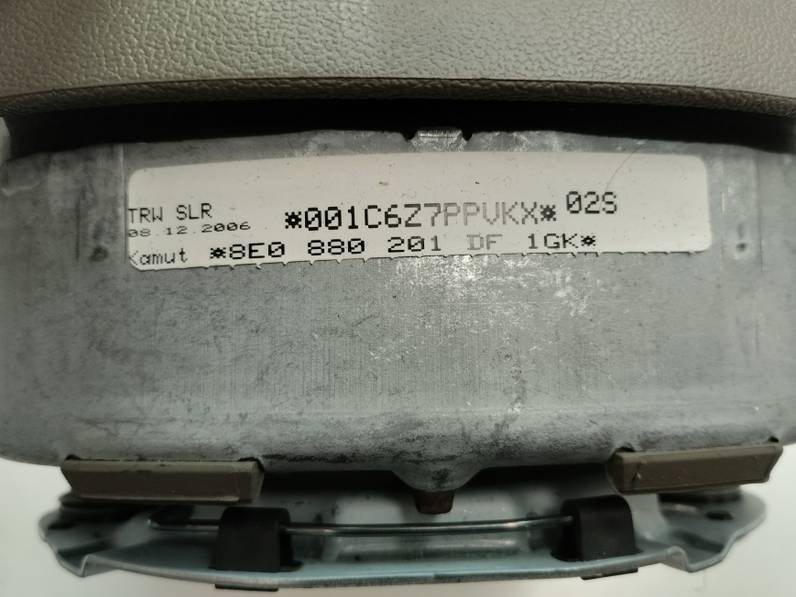 TRW SLR *001C6Z7PPVKX* 02S
08.12.2006
Kamut *8E0 880 201 DF 1GK*